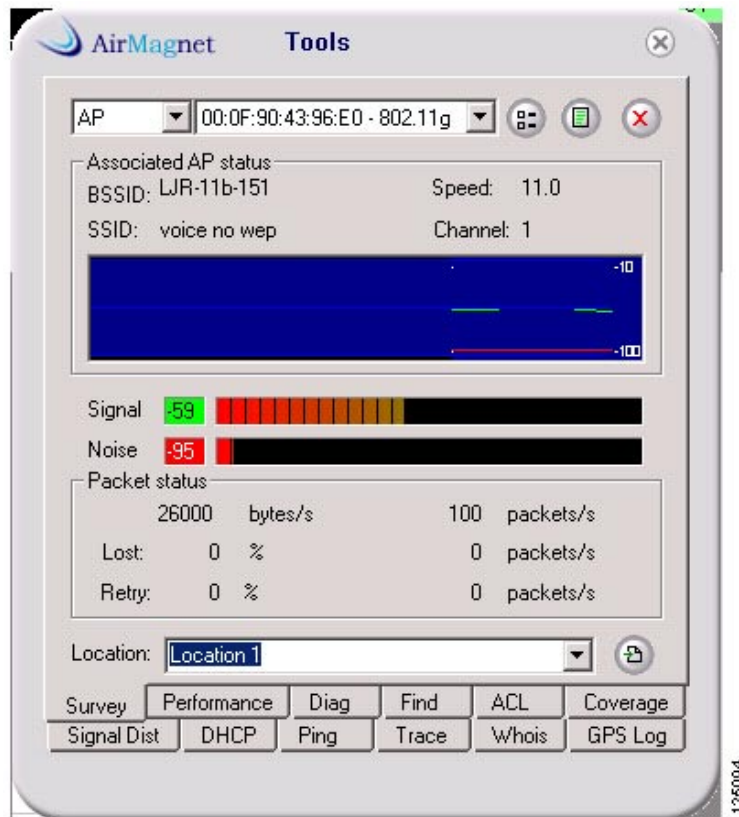 AirMagnet Tools
AP 00:0F:90:43:96:E0 - 802.11g
Associated AP status
BSSID: LJR-11b-151 Speed: 11.0
SSID: voice no wep Channel: 1
-10
-100
Signal -59
Noise -95
Packet status
26000 bytes/s 100 packets/s
Lost: 0 % 0 packets/s
Retry: 0 % 0 packets/s
Location: Location 1
Survey Performance Diag Find ACL Coverage
Signal Dist DHCP Ping Trace Whois GPS Log